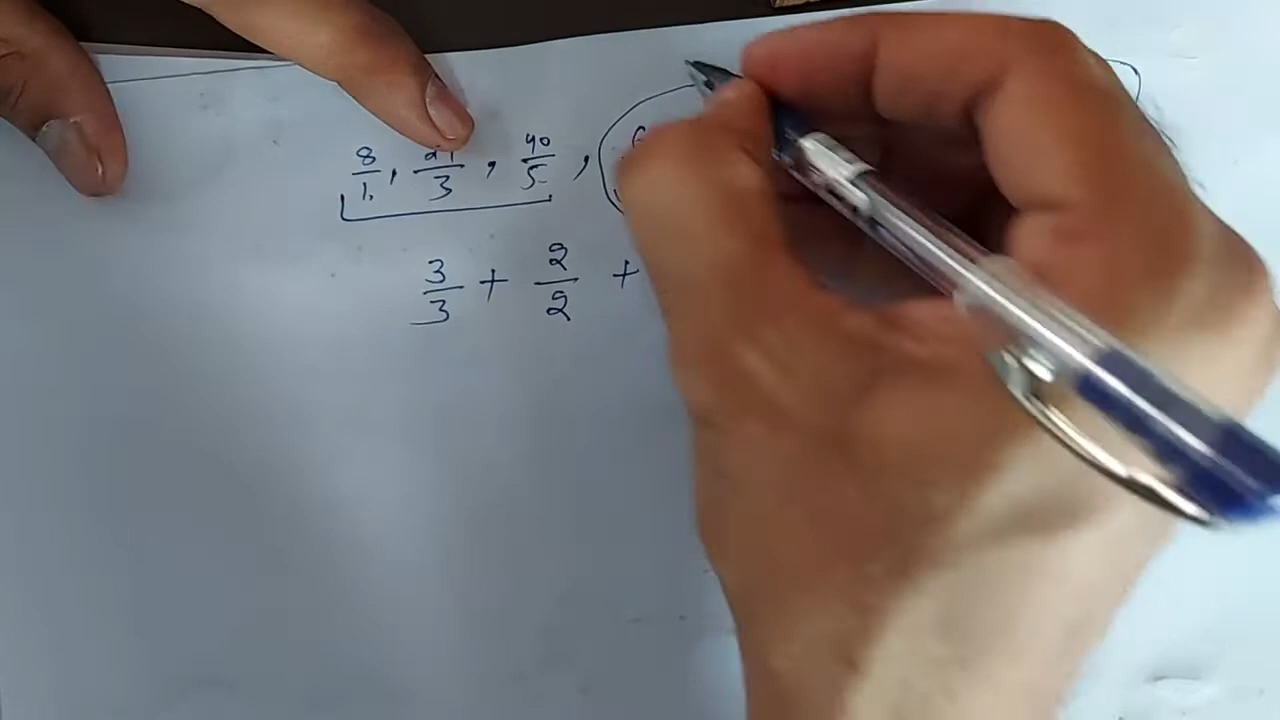 8/1, /3, 40/5,
3/3 + 2/2 +